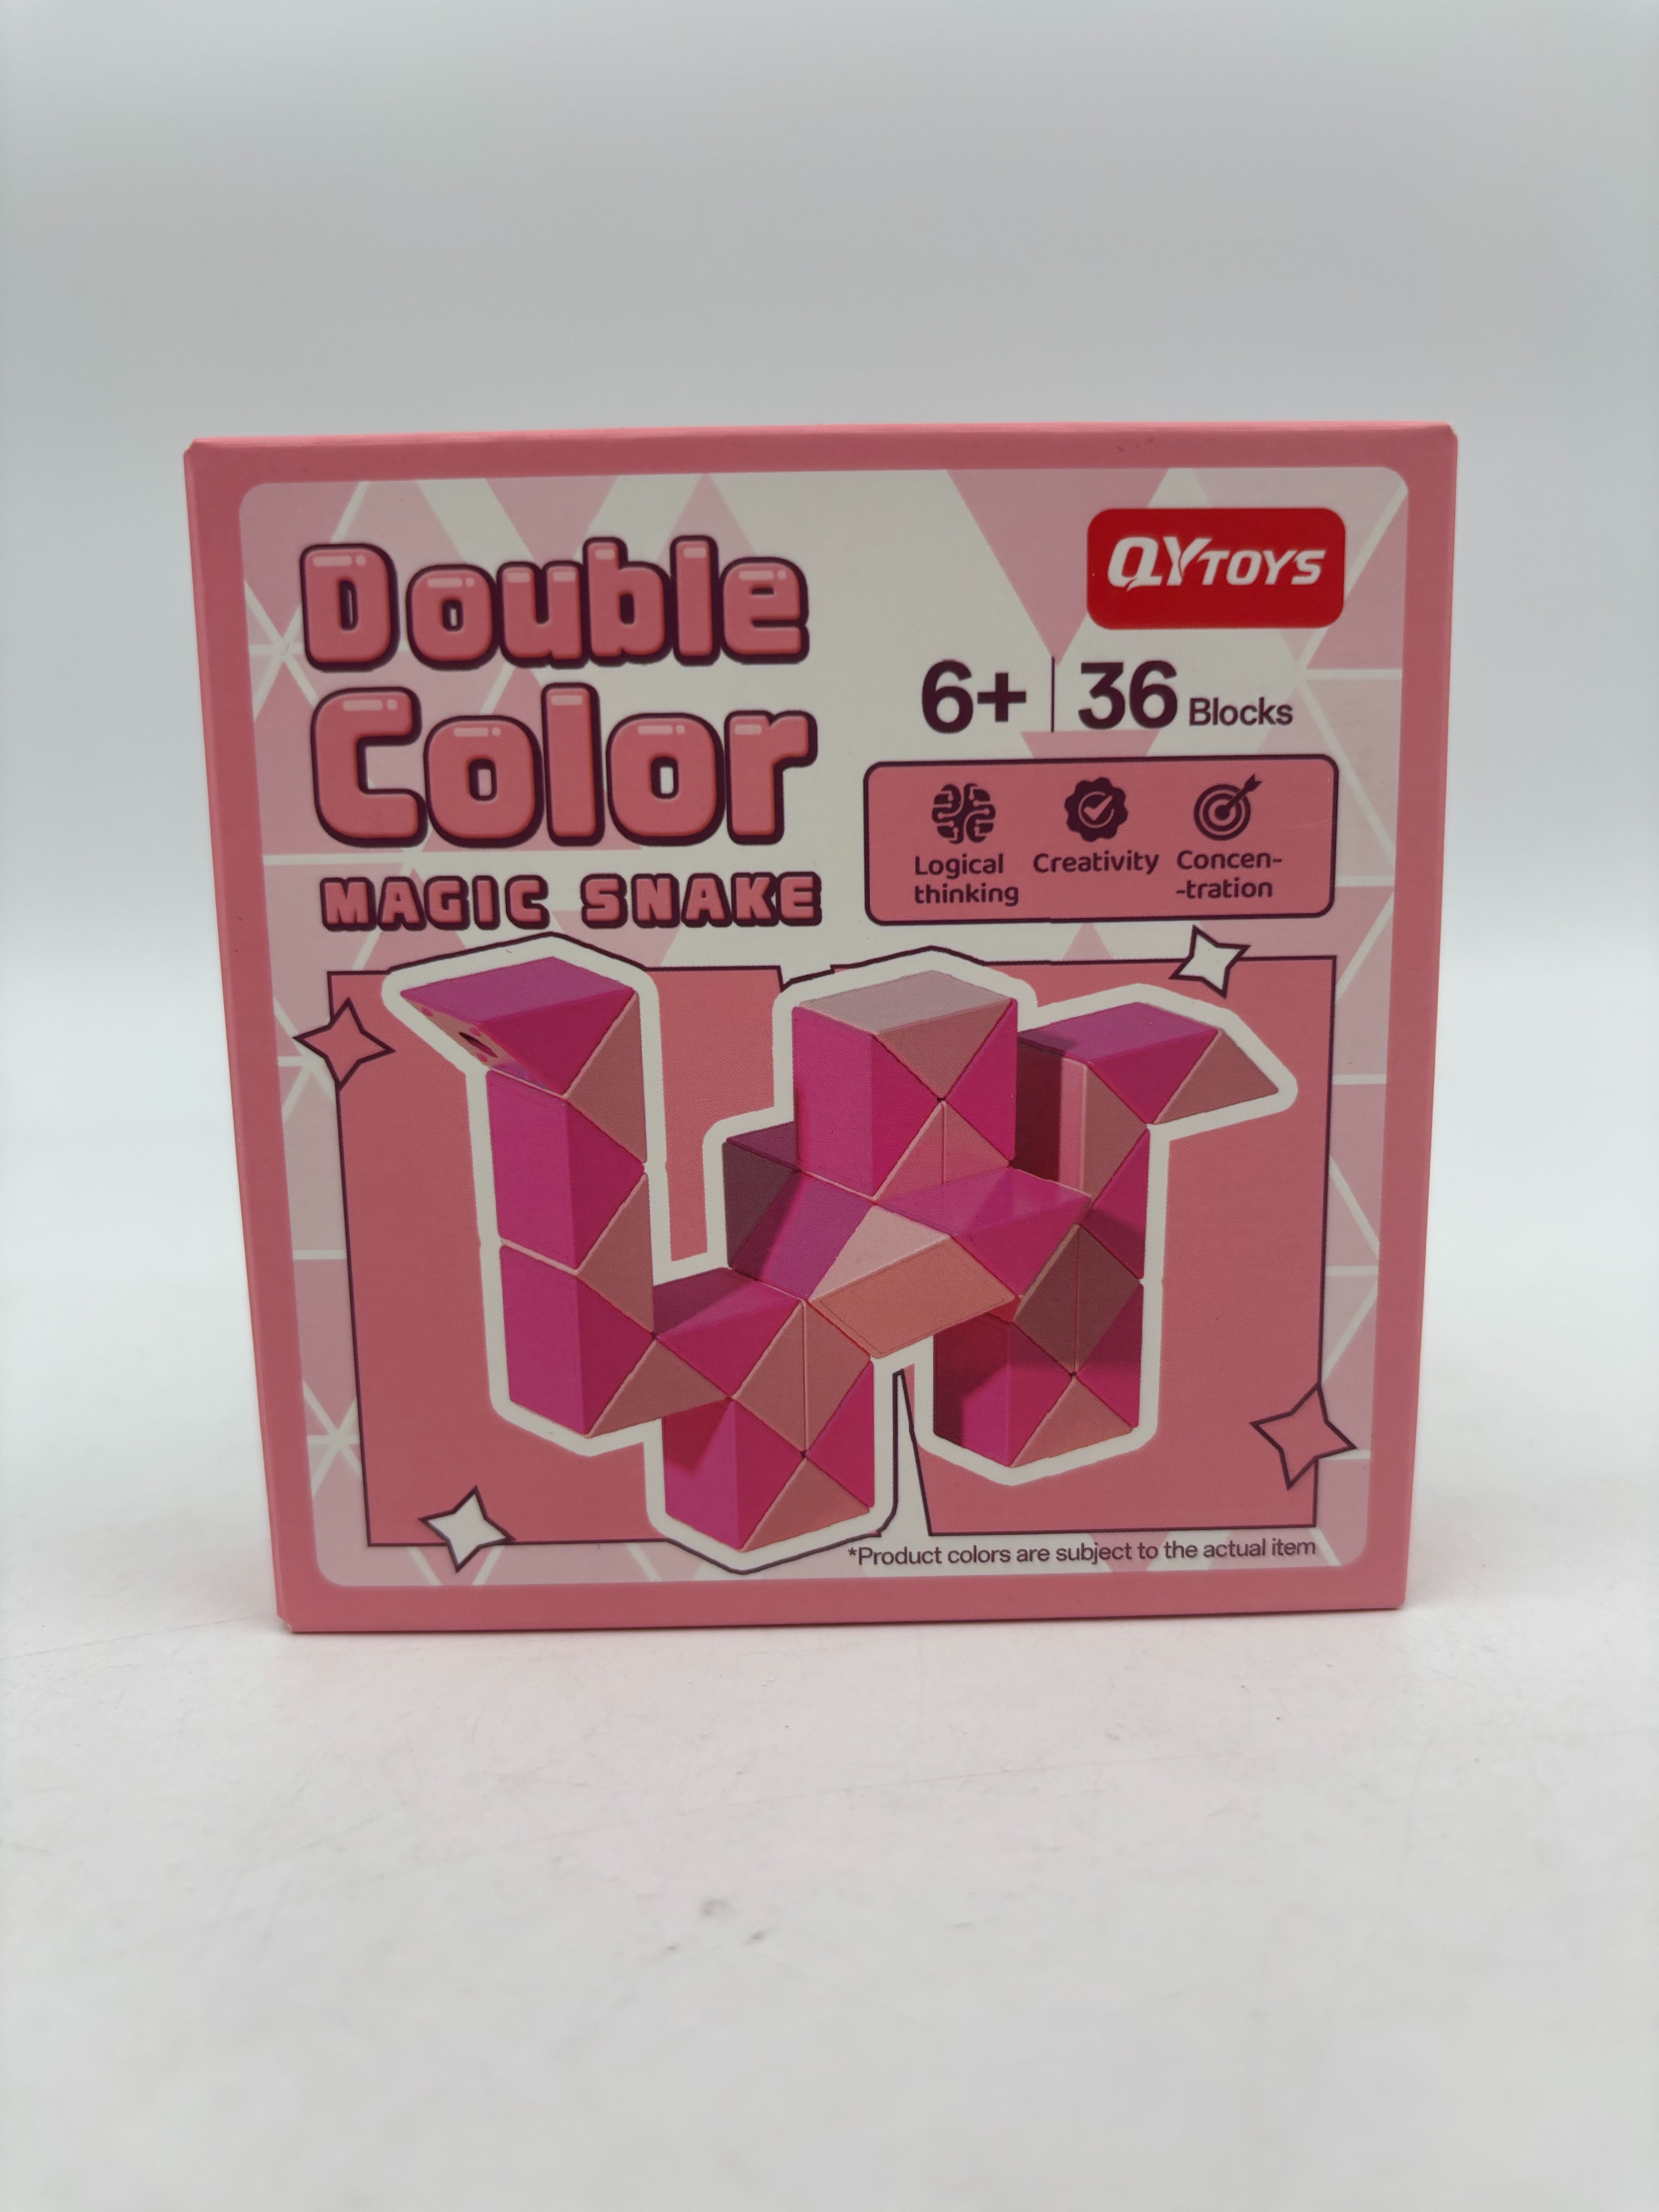 Double
Color
MAGIC SNAKE
QYTOYS
6+ | 36 Blocks
Logical
thinking
Creativity
Concen-
-tration
*Product colors are subject to the actual item